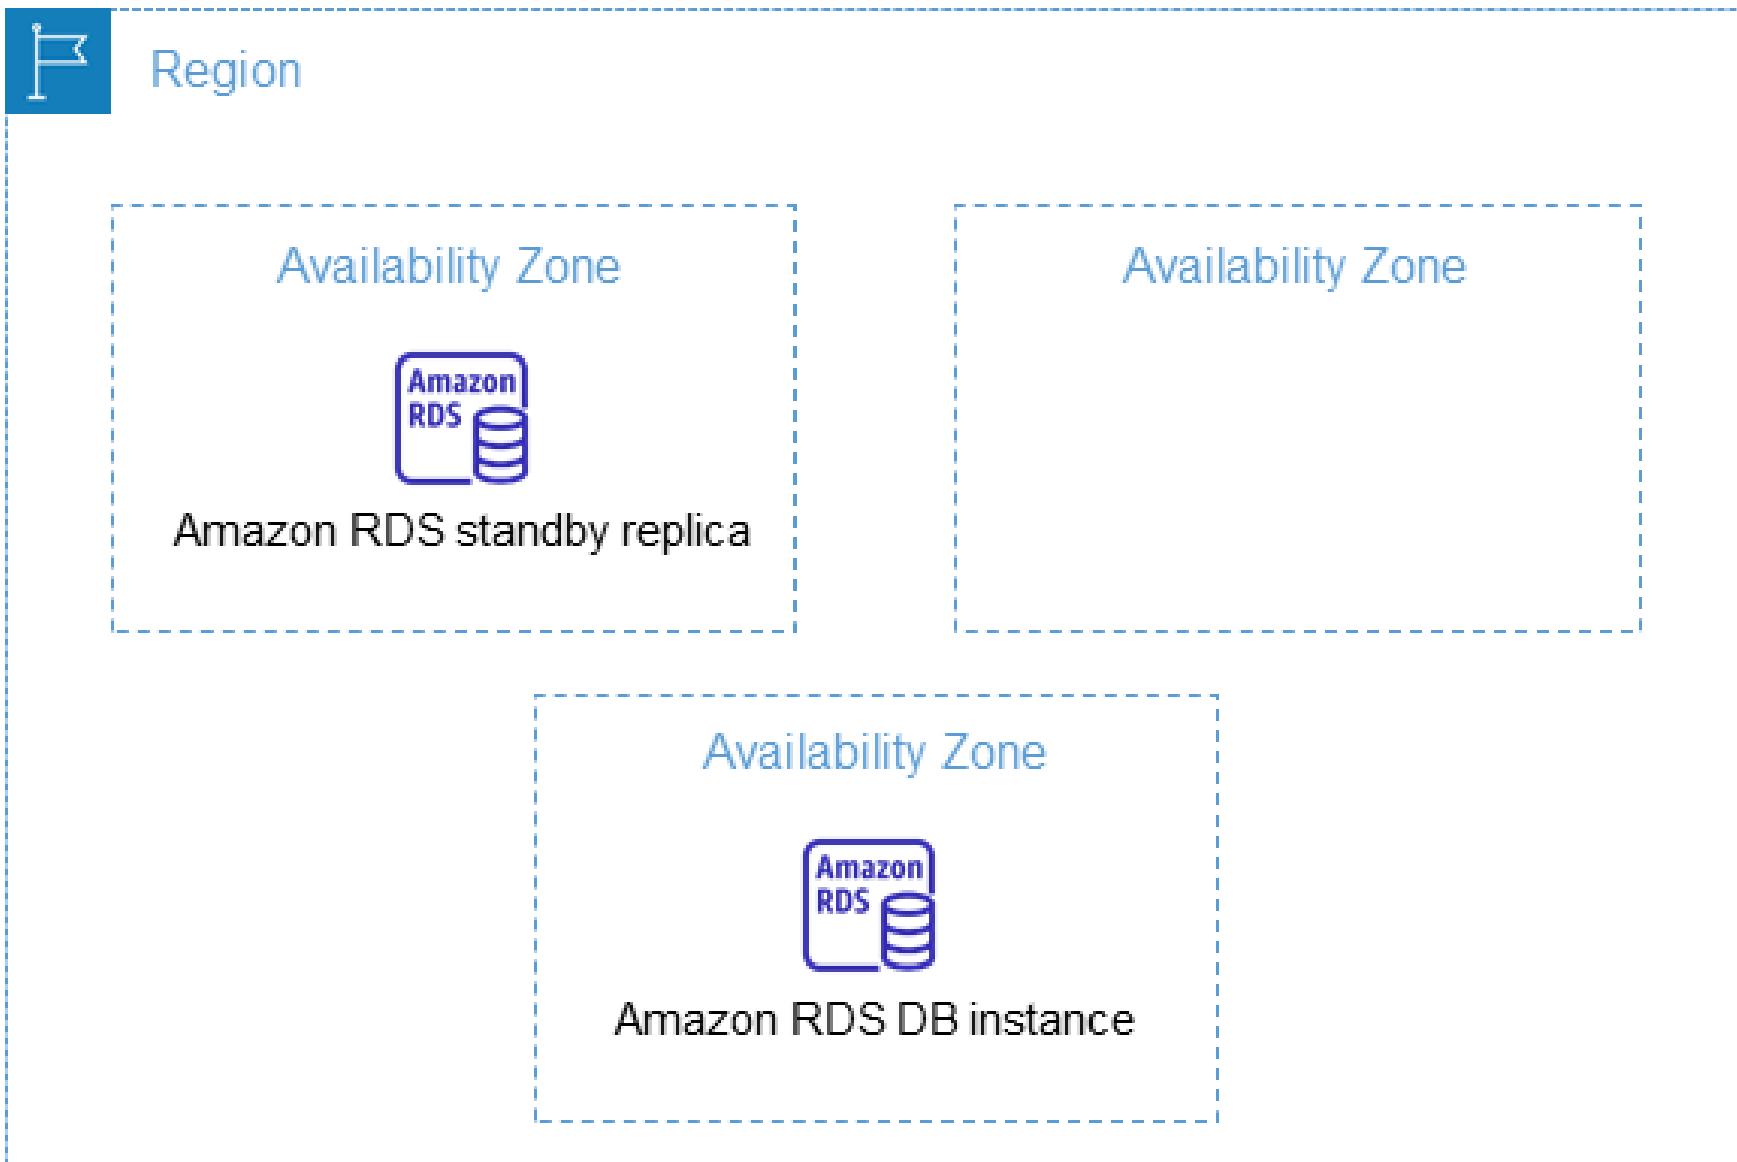 Region
Availability Zone
Amazon
RDS
Amazon RDS standby replica
Availability Zone
Availability Zone
Amazon
RDS
Amazon RDS DB instance